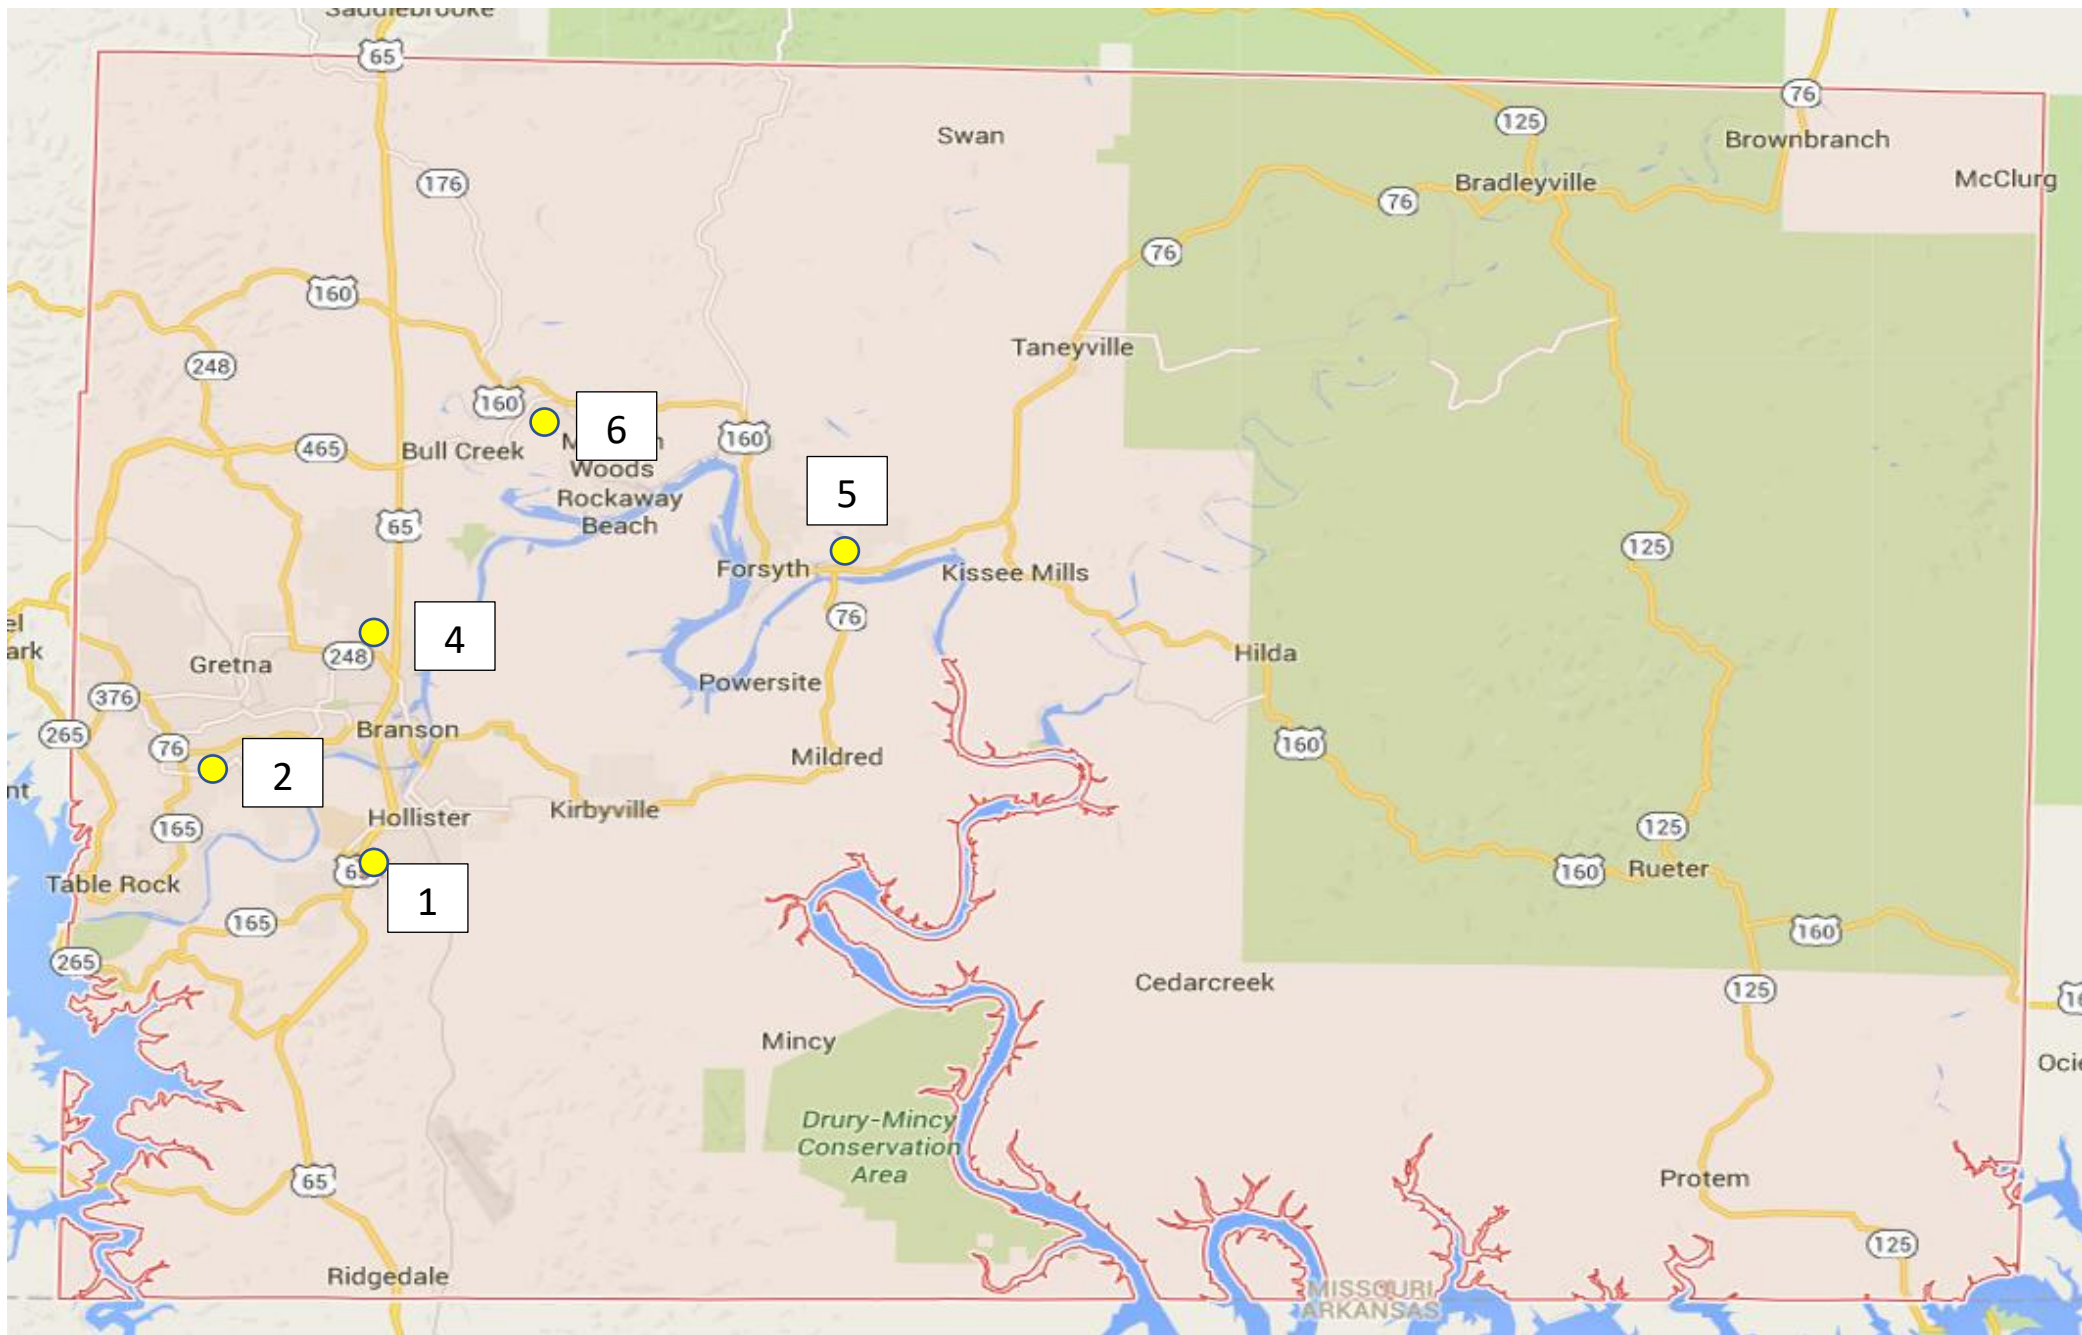 Saddlebrooke
65
76
125
Swan
Brownbranch
176
Bradleyville
McClurg
76
76
160
Taneyville
248
160
6
160
465
Bull Creek
Woods
5
Rockaway
Beach
65
125
Forsyth
Kissee Mills
76
4
248
Gretna
Hilda
376
Powersite
265
Branson
76
160
Mildred
2
Hollister
Kirbyville
165
125
65
Table Rock
160
Rueter
1
165
160
265
Cedarcreek
125
Mincy
Drury-Mincy
Conservation
Area
65
Protem
125
Ridgedale
MISSOURI
ARKANSAS